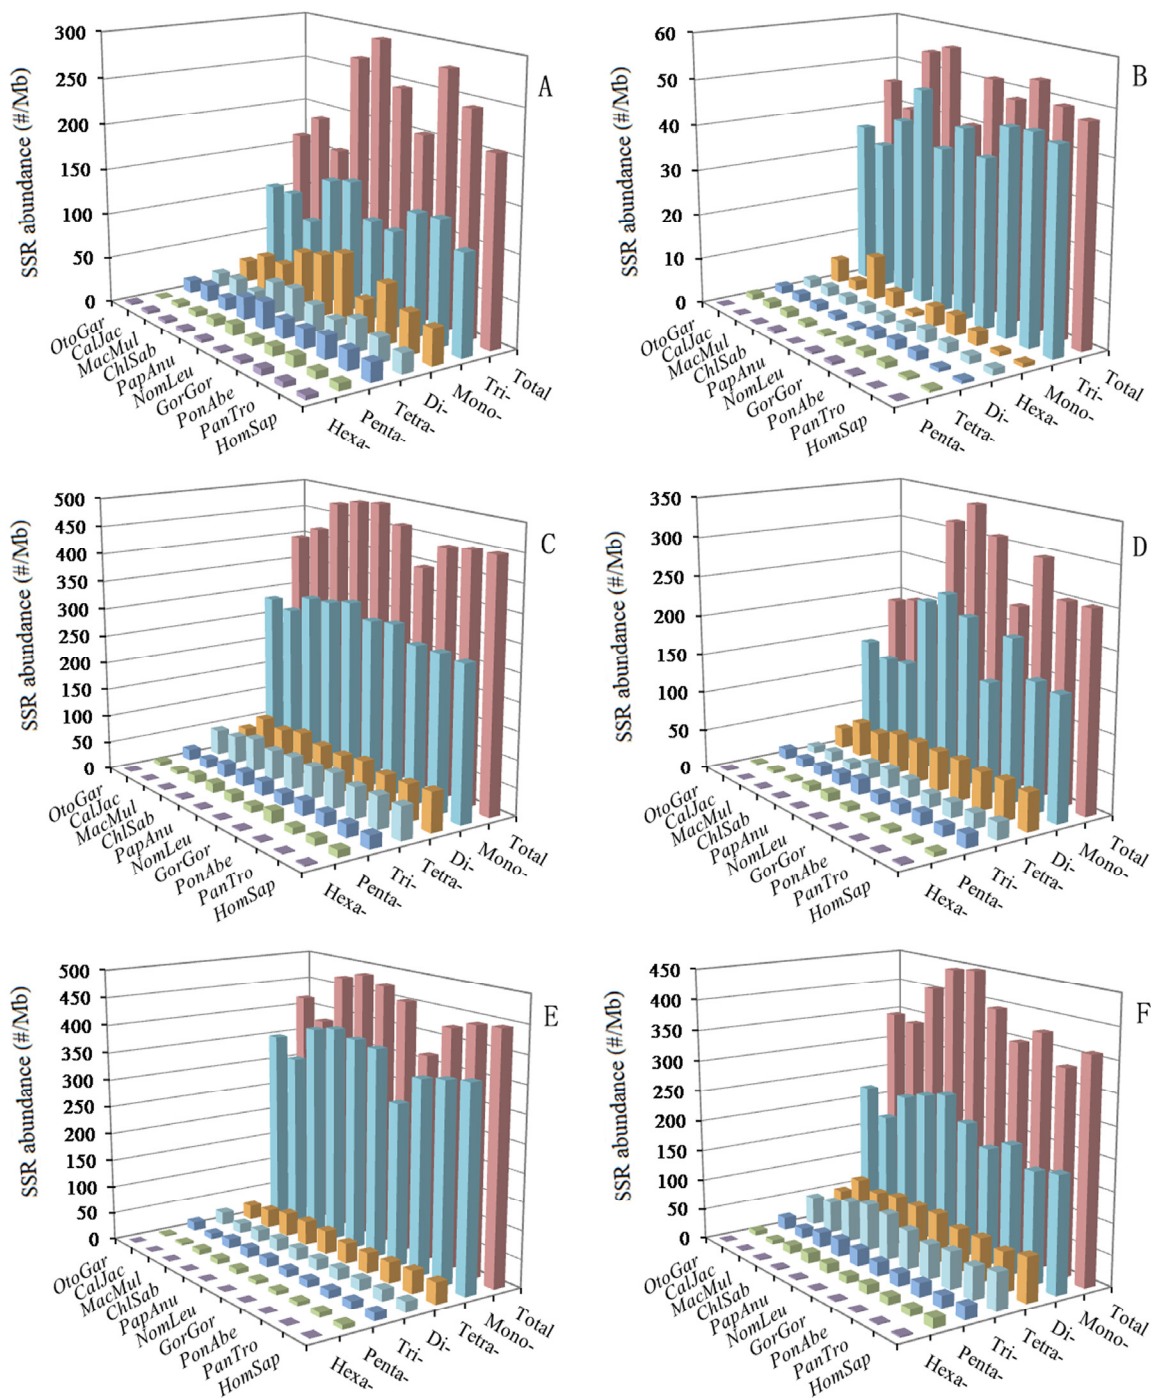 A
SSR abundance (#/Mb)
300
250
200
150
100
50
0
OtoGar
CalJac
MacMul
ChlSab
PapAnu
NomLeu
GorGor
PonAbe
PanTro
HomSap
Hexa-
Penta-
Tetra-
Di-
Mono-
Tri-
Total
B
SSR abundance (#/Mb)
60
50
40
30
20
10
0
OtoGar
CalJac
MacMul
ChlSab
PapAnu
NomLeu
GorGor
PonAbe
PanTro
HomSap
Penta-
Tetra-
Di-
Hexa-
Mono-
Tri-
Total
C
SSR abundance (#/Mb)
500
450
400
350
300
250
200
150
100
50
0
OtoGar
CalJac
MacMul
ChlSab
PapAnu
NomLeu
GorGor
PonAbe
PanTro
HomSap
Hexa-
Penta-
Tri-
Tetra-
Di-
Mono-
Total
D
SSR abundance (#/Mb)
350
300
250
200
150
100
50
0
OtoGar
CalJac
MacMul
ChlSab
PapAnu
NomLeu
GorGor
PonAbe
PanTro
HomSap
Hexa-
Penta-
Tri-
Tetra-
Di-
Mono-
Total
E
SSR abundance (#/Mb)
500
450
400
350
300
250
200
150
100
50
0
OtoGar
CalJac
MacMul
ChlSab
PapAnu
NomLeu
GorGor
PonAbe
PanTro
HomSap
Hexa-
Penta-
Tri-
Di-
Tetra-
Mono-
Total
F
SSR abundance (#/Mb)
450
400
350
300
250
200
150
100
50
0
OtoGar
CalJac
MacMul
ChlSab
PapAnu
NomLeu
GorGor
PonAbe
PanTro
HomSap
Hexa-
Penta-
Tri-
Tetra-
Di-
Mono-
Total